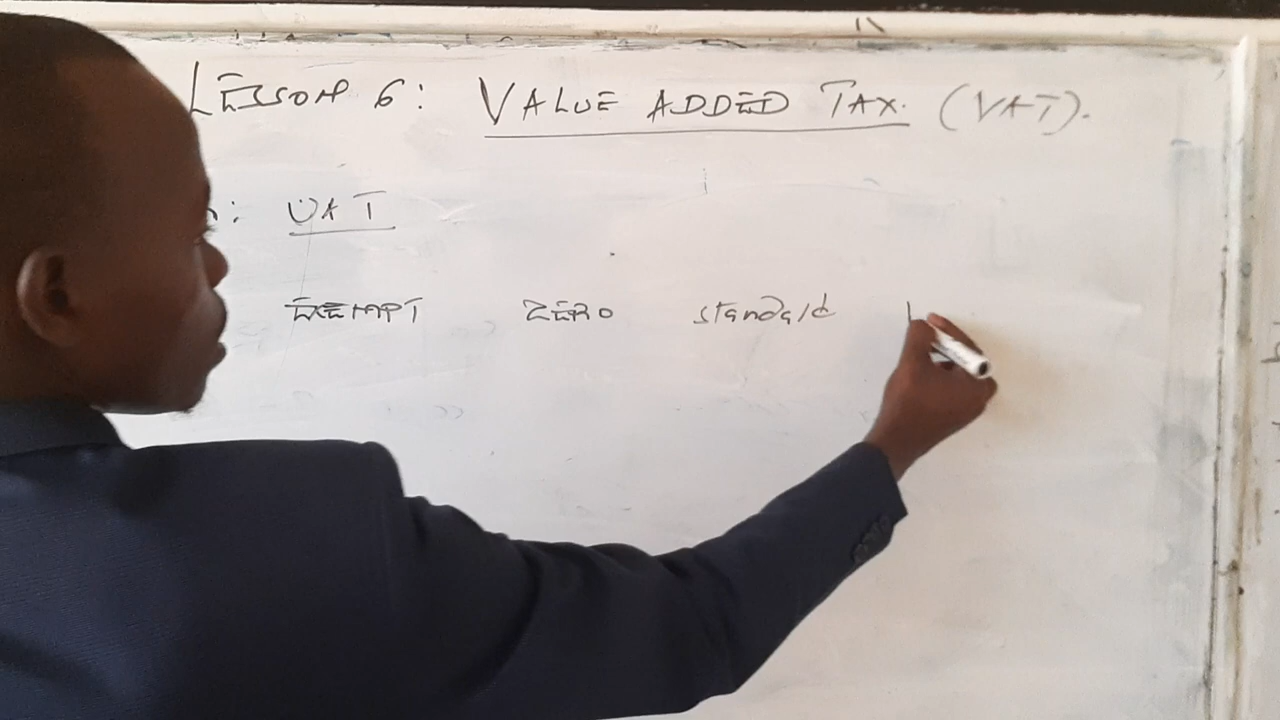 LESSON 6: VALUE ADDED TAX. (VAT).
: VAT
EXEMPT ZERO standard